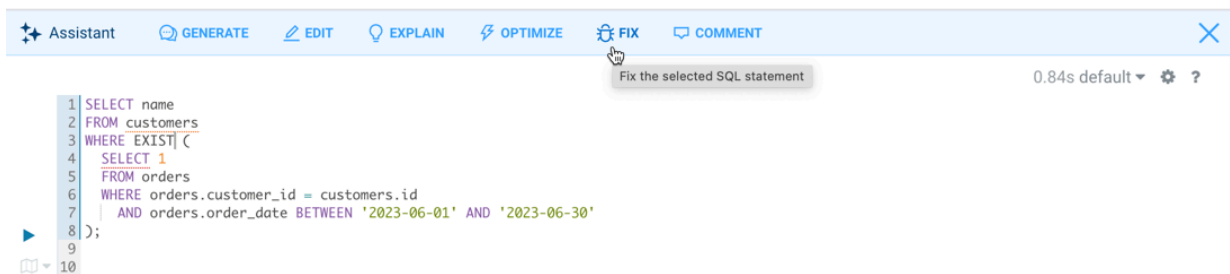 Assistant GENERATE EDIT EXPLAIN OPTIMIZE FIX COMMENT
Fix the selected SQL statement
0.84s default ?
1 SELECT name
2 FROM customers
3 WHERE EXIST (
4 SELECT 1
5 FROM orders
6 WHERE orders.customer_id = customers.id
7 AND orders.order_date BETWEEN '2023-06-01' AND '2023-06-30'
8 );
9
10